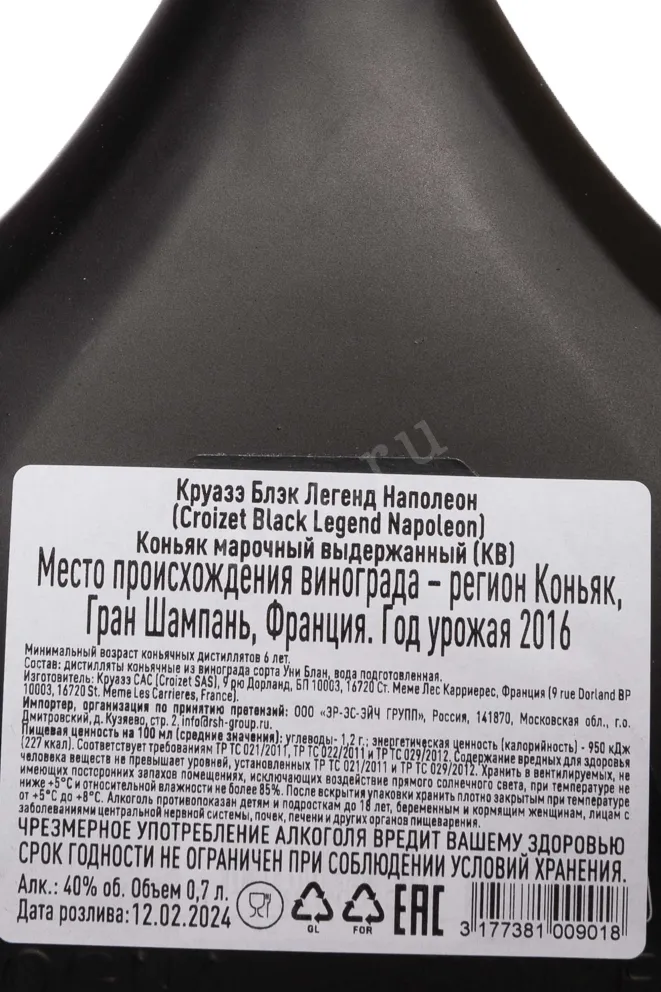 .ru
Круазэ Блэк Легенд Наполеон
(Croizet Black Legend Napoleon)
Коньяк марочный выдержанный (КВ)
Место происхождения винограда – регион Коньяк,
Гран Шампань, Франция. Год урожая 2016
Минимальный возраст коньячных дистиллятов 6 лет.
Состав: дистилляты коньячные из винограда сорта Уни Блан, вода подготовленная.
Изготовитель: Круазэ САС (Croizet SAS), 9 рю Дорланд, БП 10003, 16720 Ст. Меме Лес Карриерес, Франция (9 rue Dorland BP
10003, 16720 St. Meme Les Carrieres, France).
Импортер, организация по принятию претензий: ООО «ЭР-ЭС-ЭЙЧ ГРУПП», Россия, 141870, Московская обл., г.о.
Дмитровский, д. Кузяево, стр. 2, info@rsh-group.ru.
Пищевая ценность на 100 мл (средние значения): углеводы- 1,2 г.; энергетическая ценность (калорийность) - 950 кДж
(227 ккал). Соответствует требованиям ТР ТС 021/2011, ТР ТС 022/2011 и ТР ТС 029/2012. Содержание вредных для здоровья
человека веществ не превышает уровней, установленных ТР ТС 021/2011 и ТР ТС 029/2012. Хранить в вентилируемых, не
имеющих посторонних запахов помещениях, исключающих воздействие прямого солнечного света, при температуре не
ниже +5°С и относительной влажности не более 85%. После вскрытия упаковки хранить плотно закрытым при температуре
от +5°С до +8°С. Алкоголь противопоказан детям и подросткам до 18 лет, беременным и кормящим женщинам, лицам с
заболеваниями центральной нервной системы, почек, печени и других органов пищеварения.
ЧРЕЗМЕРНОЕ УПОТРЕБЛЕНИЕ АЛКОГОЛЯ ВРЕДИТ ВАШЕМУ ЗДОРОВЬЮ
СРОК ГОДНОСТИ НЕ ОГРАНИЧЕН ПРИ СОБЛЮДЕНИИ УСЛОВИЙ ХРАНЕНИЯ.
Алк.: 40% об. Объем 0,7 л.
Дата розлива: 12.02.2024
GL
FOR
EAC
3 177381 009018